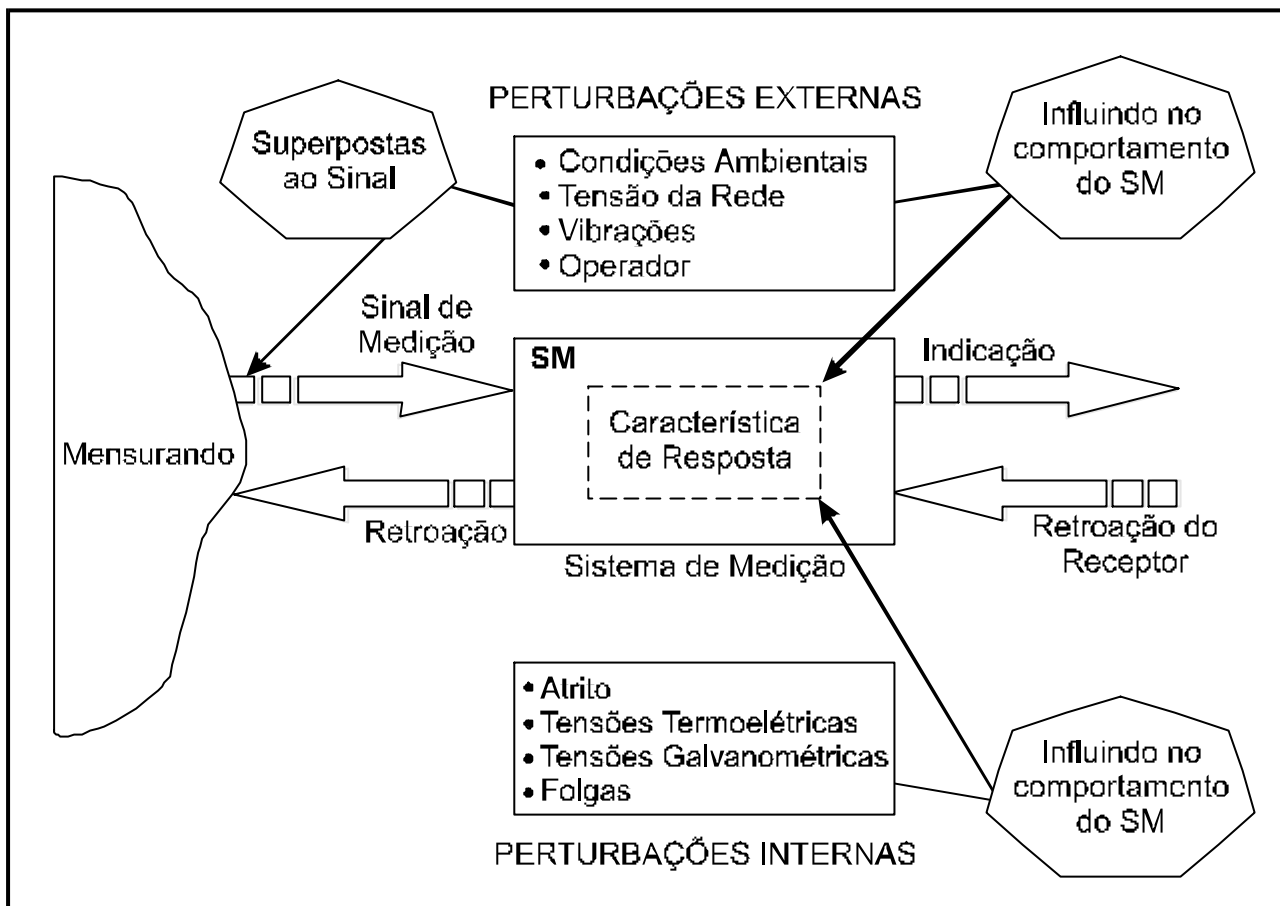 PERTURBAÇÕES EXTERNAS
Superpostas
ao Sinal
• Condições Ambientais
• Tensão da Rede
• Vibrações
• Operador
Influindo no
comportamento
do SM
Sinal de
Medição
SM
Indicação
Mensurando
Característica
de Resposta
Retroação
Sistema de Medição
Retroação do
Receptor
• Atrito
• Tensões Termoelétricas
• Tensões Galvanométricas
• Folgas
Influindo no
comportamento
do SM
PERTURBAÇÕES INTERNAS